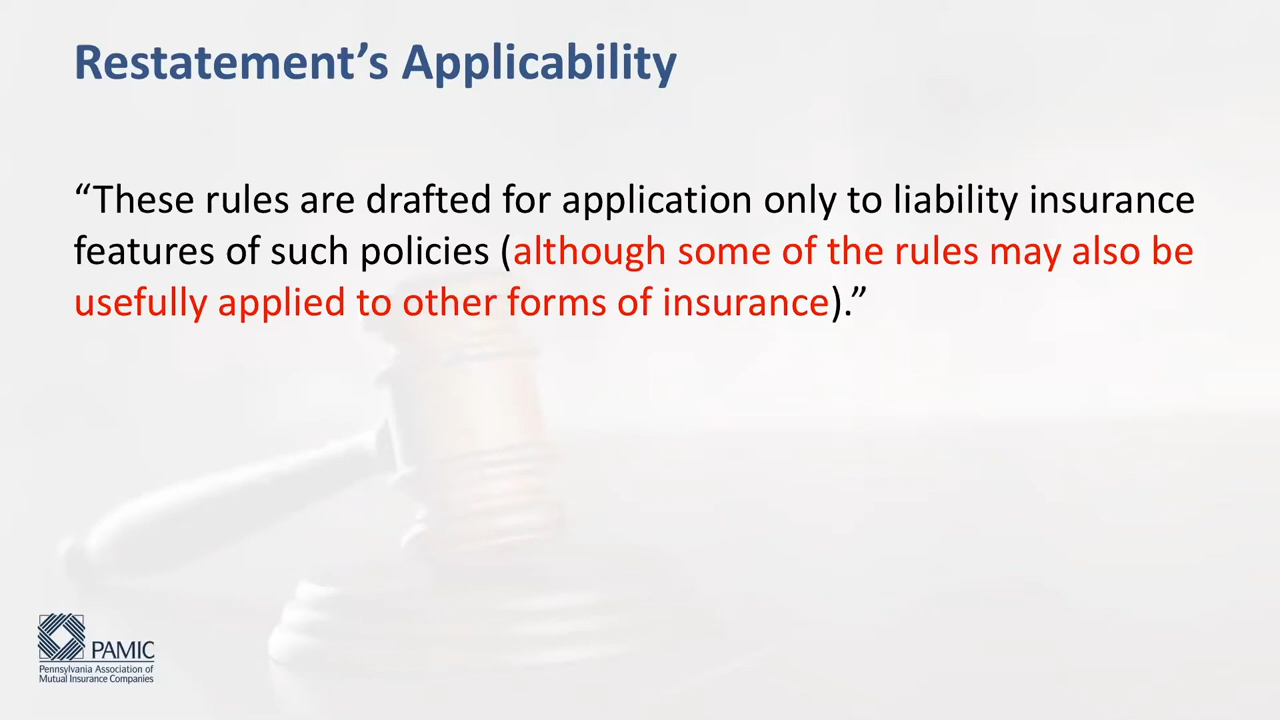 Restatement’s Applicability
“These rules are drafted for application only to liability insurance
features of such policies (although some of the rules may also be
usefully applied to other forms of insurance).”
PAMIC
Pennsylvania Association of
Mutual Insurance Companies